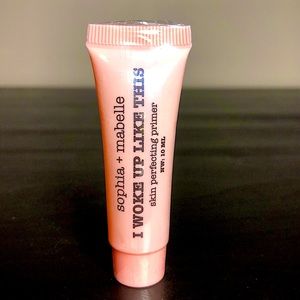 sophia + mabelle
I WOKE UP LIKE THIS
skin perfecting primer
NW: 10 ML